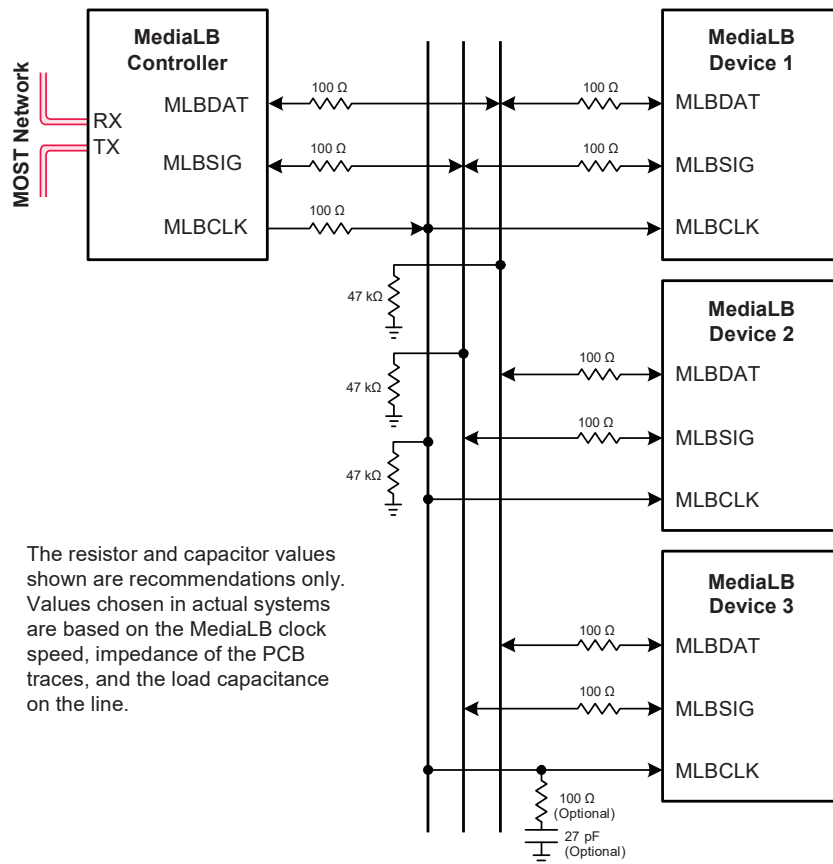 MediaLB
Controller
MOST Network
RX
TX
MLBDAT
MLBSIG
MLBCLK
100 Ω
100 Ω
100 Ω
MediaLB
Device 1
100 Ω
MLBDAT
100 Ω
MLBSIG
MLBCLK
47 kΩ
47 kΩ
47 kΩ
MediaLB
Device 2
100 Ω
MLBDAT
100 Ω
MLBSIG
MLBCLK
The resistor and capacitor values
shown are recommendations only.
Values chosen in actual systems
are based on the MediaLB clock
speed, impedance of the PCB
traces, and the load capacitance
on the line.
MediaLB
Device 3
100 Ω
MLBDAT
100 Ω
MLBSIG
MLBCLK
100 Ω
(Optional)
27 pF
(Optional)